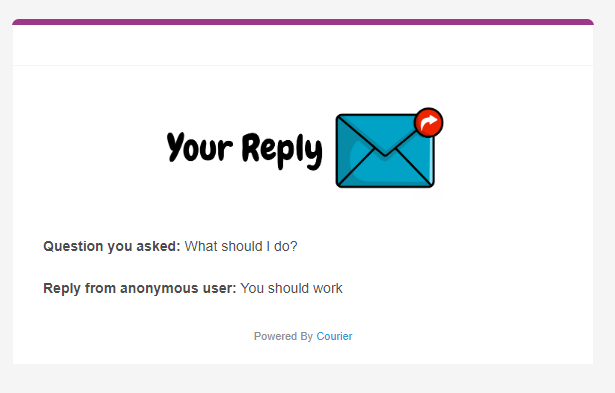 Your Reply
Question you asked: What should I do?
Reply from anonymous user: You should work
Powered By Courier